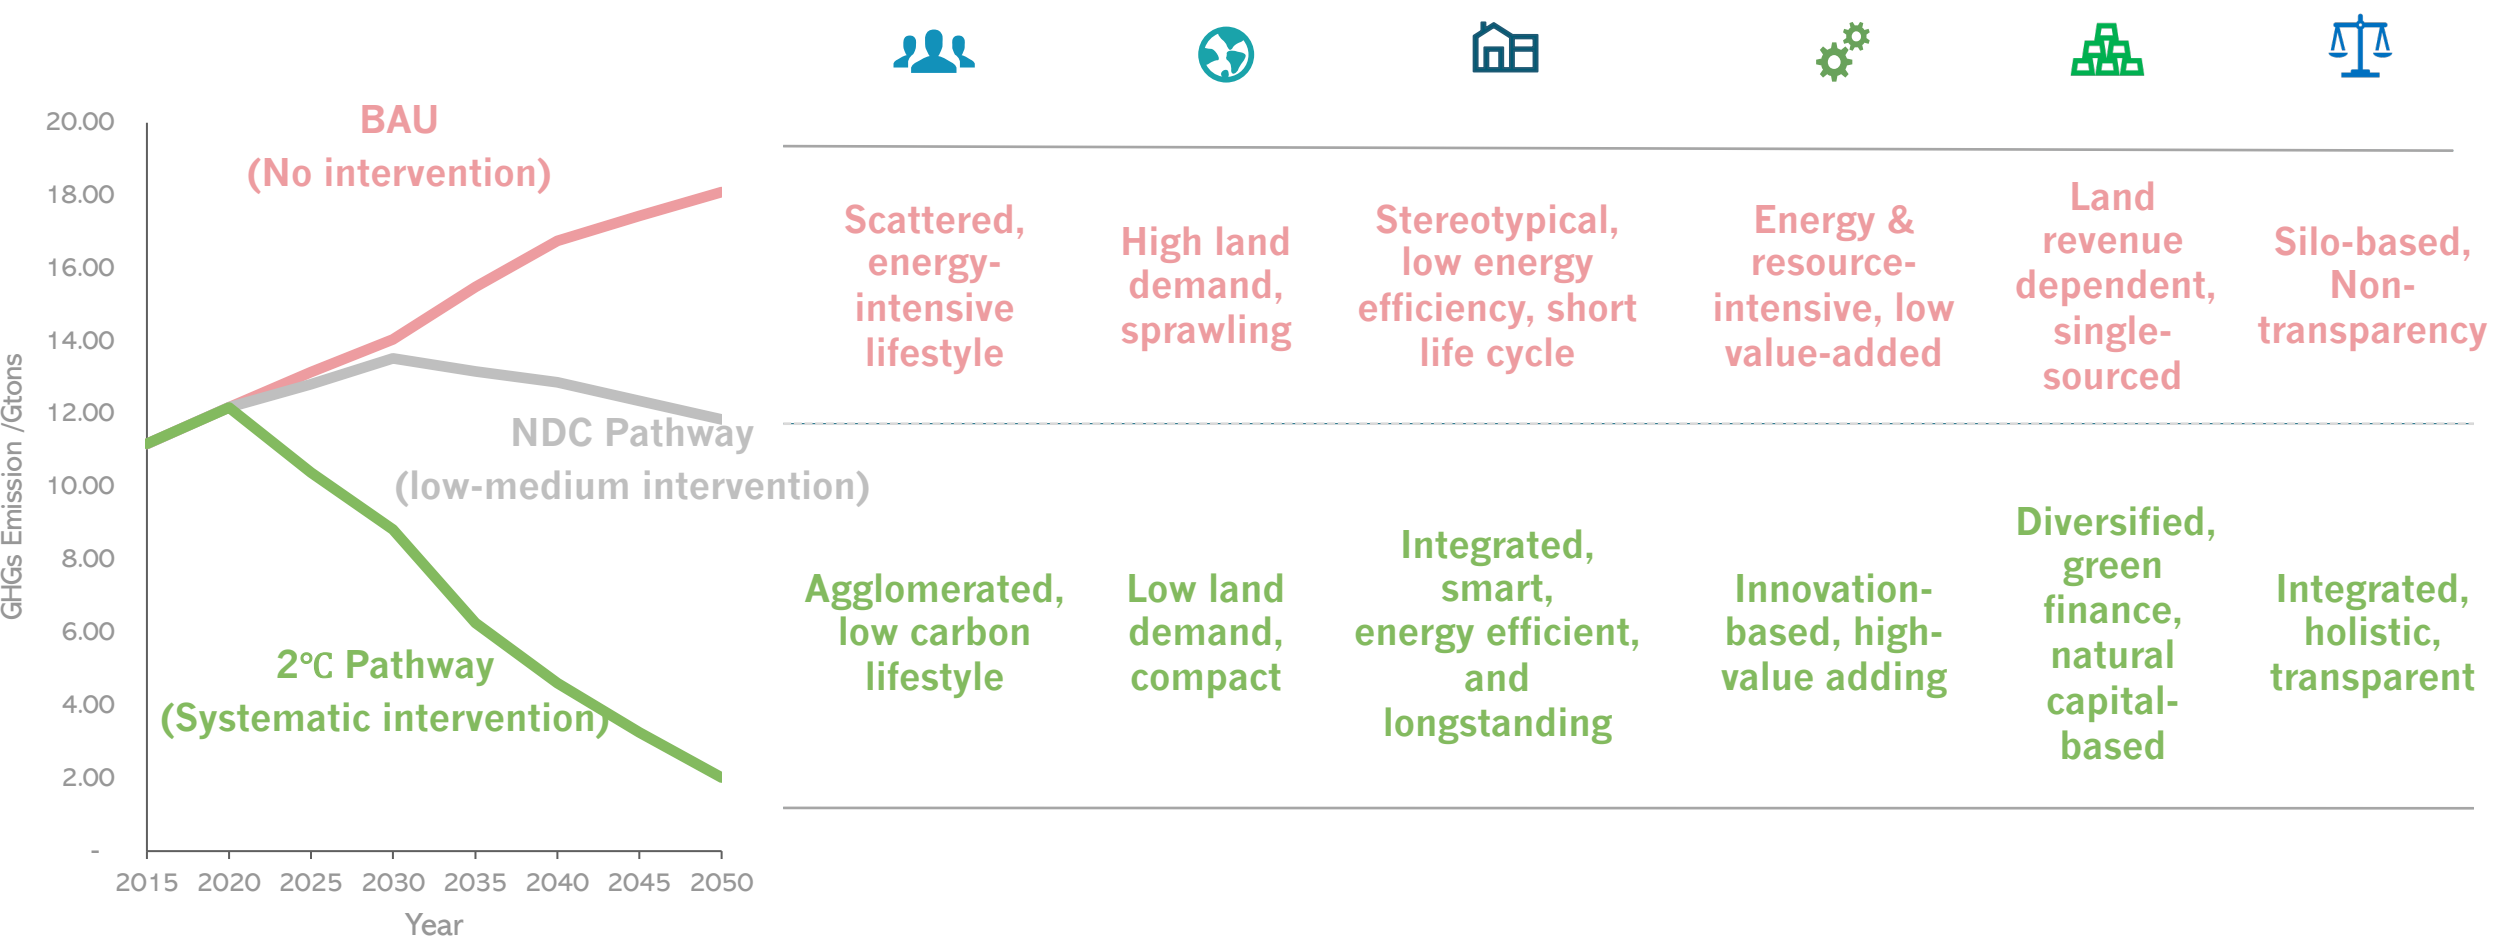 20.00
18.00
16.00
14.00
12.00
10.00
8.00
6.00
4.00
2.00
-
GHGs Emission /Gtons
2015 2020 2025 2030 2035 2040 2045 2050
Year
BAU
(No intervention)
NDC Pathway
(low-medium intervention)
2℃ Pathway
(Systematic intervention)
Scattered,
energy-
intensive
lifestyle
High land
demand,
sprawling
Stereotypical,
low energy
efficiency, short
life cycle
Energy &
resource-
intensive, low
value-added
Land
revenue
dependent,
single-
sourced
Silo-based,
Non-
transparency
Agglomerated,
low carbon
lifestyle
Low land
demand,
compact
Integrated,
smart,
energy efficient,
and
longstanding
Innovation-
based, high-
value adding
Diversified,
green
finance,
natural
capital-
based
Integrated,
holistic,
transparent